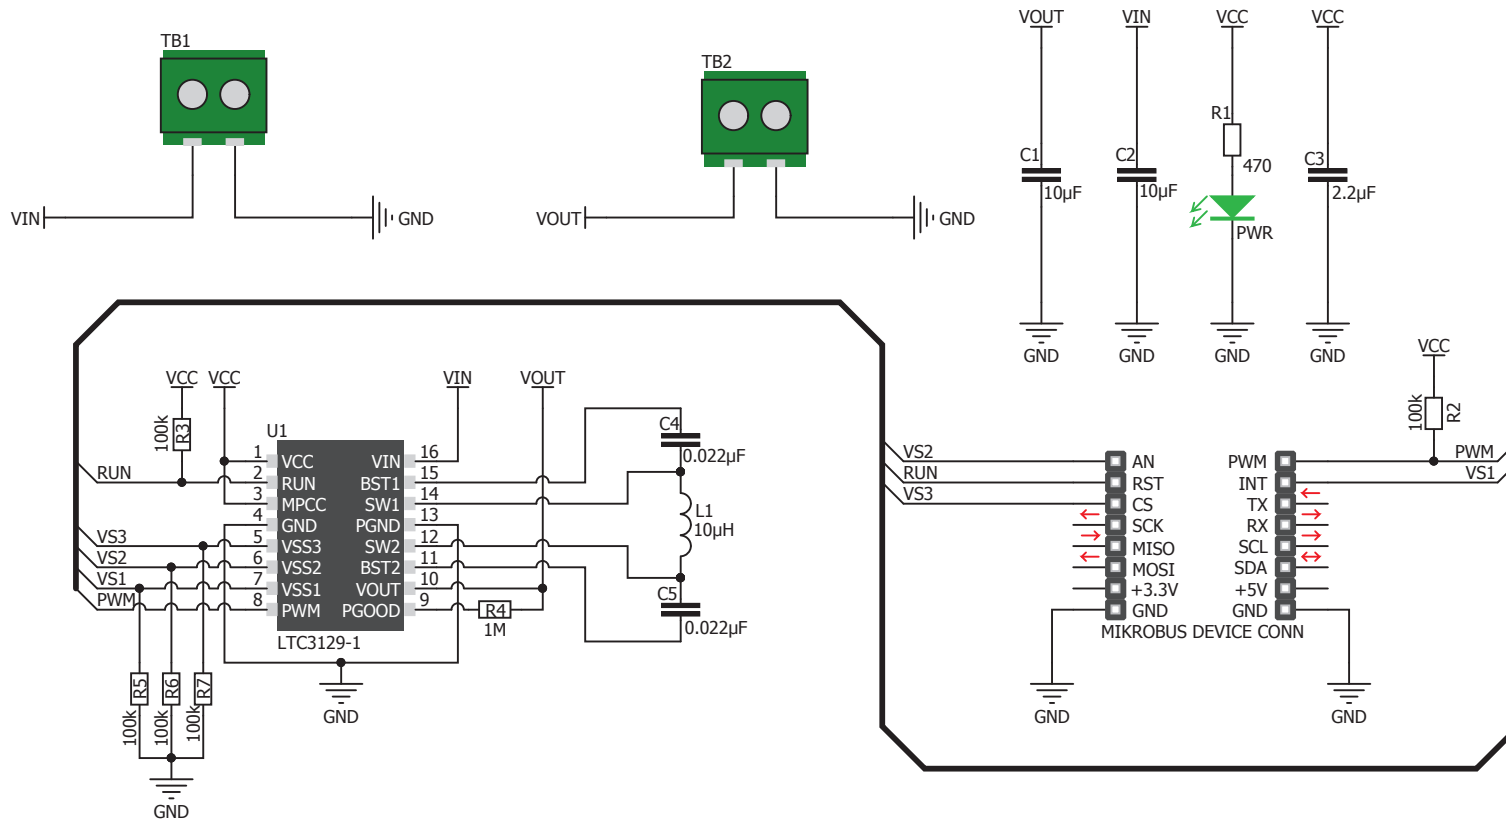 VOUT VIN VCC VCC
TB1
TB2
R1
470
C1
10µF
C2
10µF
C3
2.2µF
PWR
VIN GND
VOUT GND
GND GND GND GND
VCC
100k R2
VCC VCC VIN VOUT
100k R3
U1
C4
0.022µF
L1
10µH
C5
0.022µF
RUN
VS3
VS2
VS1
PWM
1 VCC VIN 16
2 RUN BST1 15
3 MPCC SW1 14
4 GND PGND 13
5 VSS3 SW2 12
6 VSS2 BST2 11
7 VSS1 VOUT 10
8 PWM PGOOD 9
R4
1M
LTC3129-1
GND
R5 R6 R7
100k 100k 100k
GND
VS2 AN PWM PWM
RUN RST INT VS1
VS3 CS TX
SCK RX
MISO SCL
MOSI SDA
+3.3V +5V
GND GND
MIKROBUS DEVICE CONN
GND GND